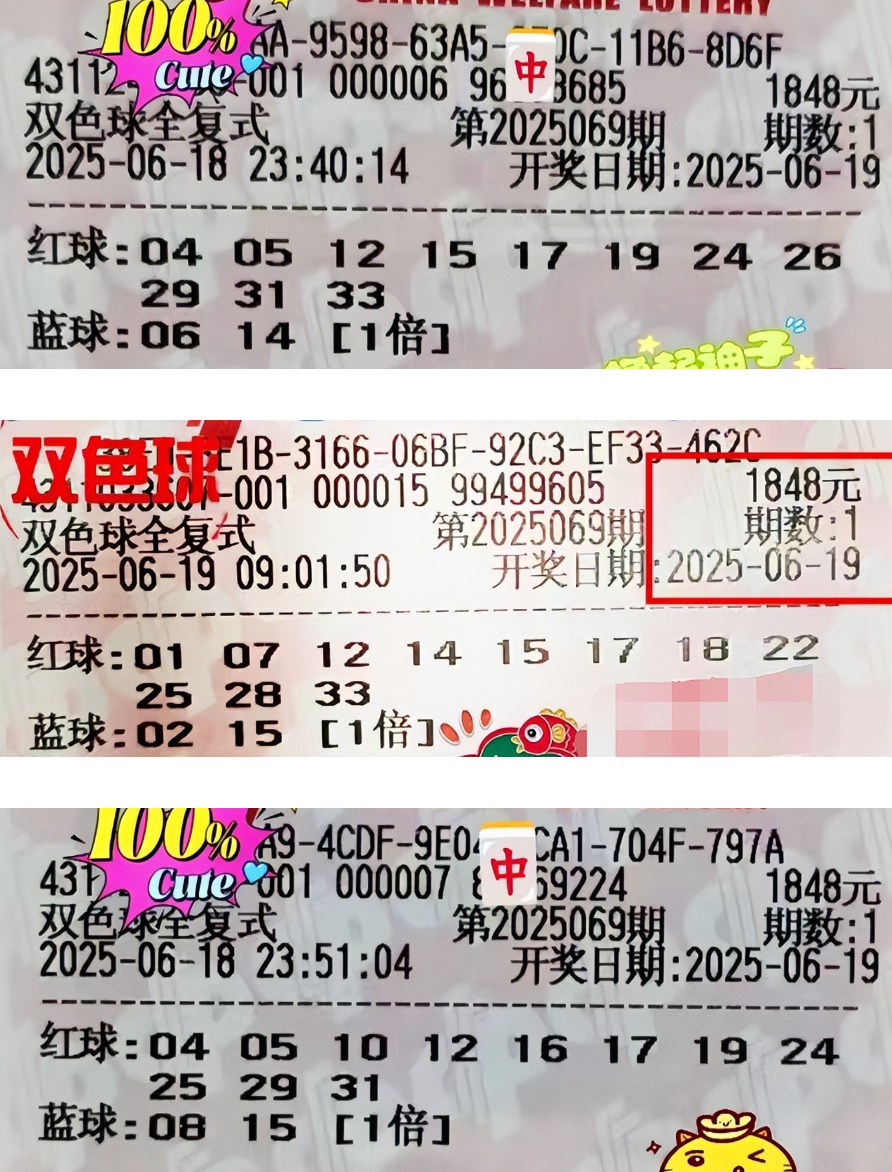 CHINA WELFARE LOTTERY
100%
Cute
AA-9598-63A5- 0C-11B6-8D6F
4311 -001 000006 96 8685 1848元
中
双色球全复式 第2025069期 期数:1
2025-06-18 23:40:14 开奖日期:2025-06-19
红球:04 05 12 15 17 19 24 26
29 31 33
蓝球:06 14 [1倍]
双色球
E1B-3166-06BF-92C3-EF33-462C
-001 000015 99499605 1848元
双色球全复式 第2025069期 期数:1
2025-06-19 09:01:50 开奖日期:2025-06-19
红球:01 07 12 14 15 17 18 22
25 28 33
蓝球:02 15 [1倍]
100%
Cute
A9-4CDF-9E0 CA1-704F-797A
431 001 000007 8 69224 1848元
中
双色球全复式 第2025069期 期数:1
2025-06-18 23:51:04 开奖日期:2025-06-19
红球:04 05 10 12 16 17 19 24
25 29 31
蓝球:08 15 [1倍]